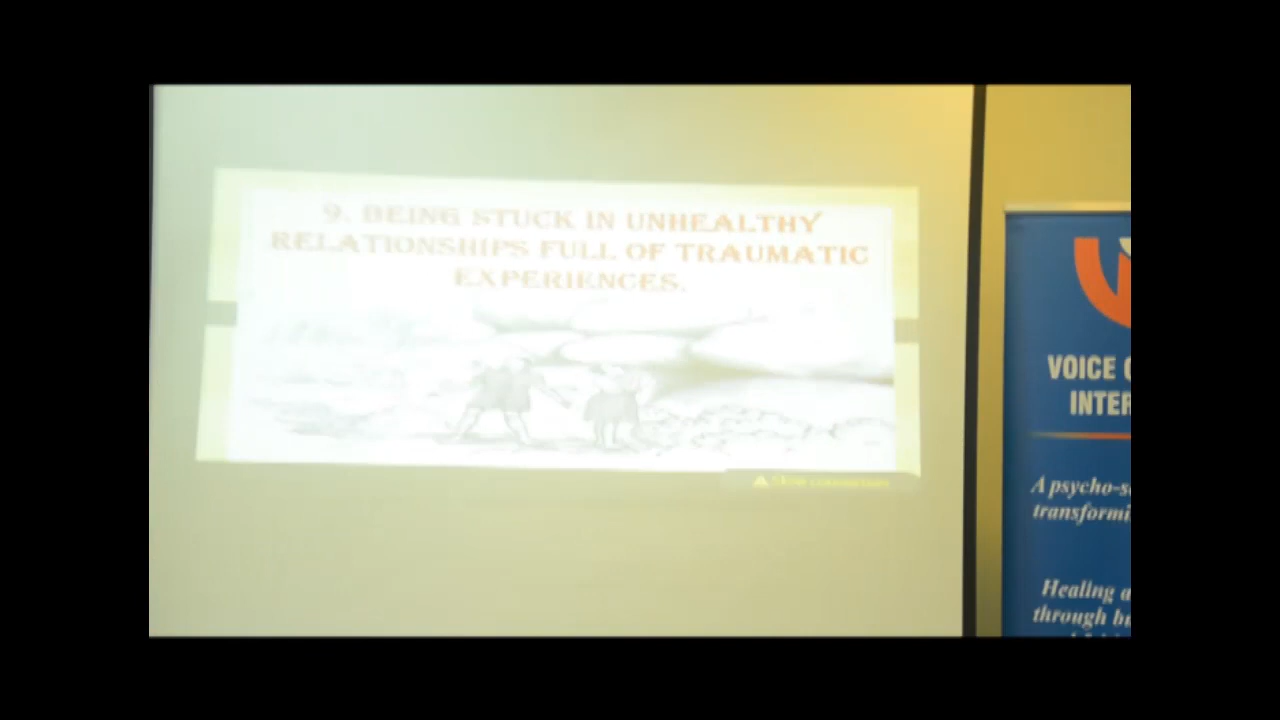 9. BEING STUCK IN UNHEALTHY
RELATIONSHIPS FULL OF TRAUMATIC
EXPERIENCES.
VOICE
INTER
A psycho-s
transformi
Healing
through